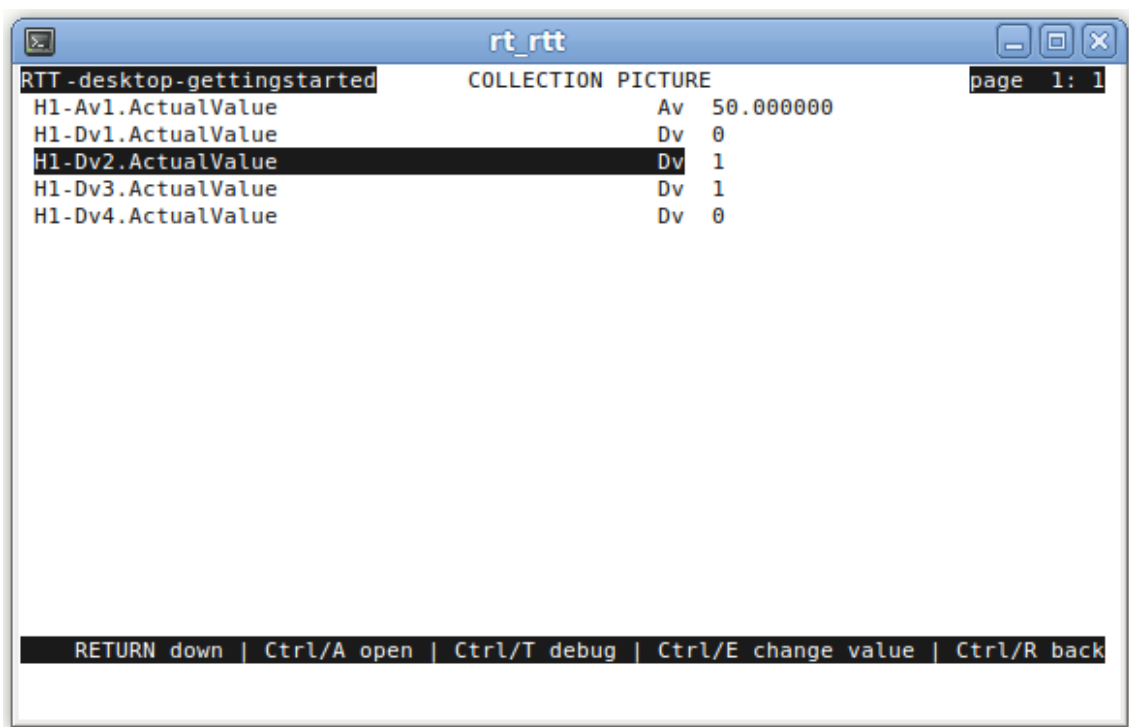 rt_rtt
RTT-desktop-gettingstarted COLLECTION PICTURE page 1: 1
H1-Av1.ActualValue Av 50.000000
H1-Dv1.ActualValue Dv 0
H1-Dv2.ActualValue Dv 1
H1-Dv3.ActualValue Dv 1
H1-Dv4.ActualValue Dv 0
RETURN down | Ctrl/A open | Ctrl/T debug | Ctrl/E change value | Ctrl/R back